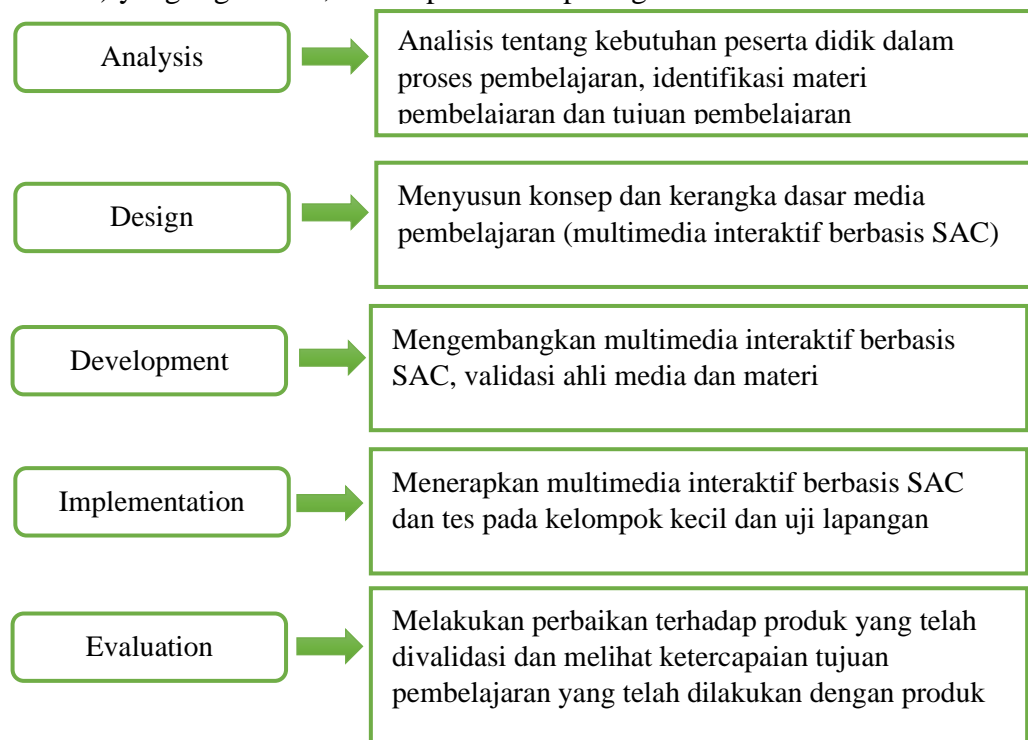 Analysis
Analisis tentang kebutuhan peserta didik dalam
proses pembelajaran, identifikasi materi
pembelajaran dan tujuan pembelajaran
Design
Menyusun konsep dan kerangka dasar media
pembelajaran (multimedia interaktif berbasis SAC)
Development
Mengembangkan multimedia interaktif berbasis
SAC, validasi ahli media dan materi
Implementation
Menerapkan multimedia interaktif berbasis SAC
dan tes pada kelompok kecil dan uji lapangan
Evaluation
Melakukan perbaikan terhadap produk yang telah
divalidasi dan melihat ketercapaian tujuan
pembelajaran yang telah dilakukan dengan produk